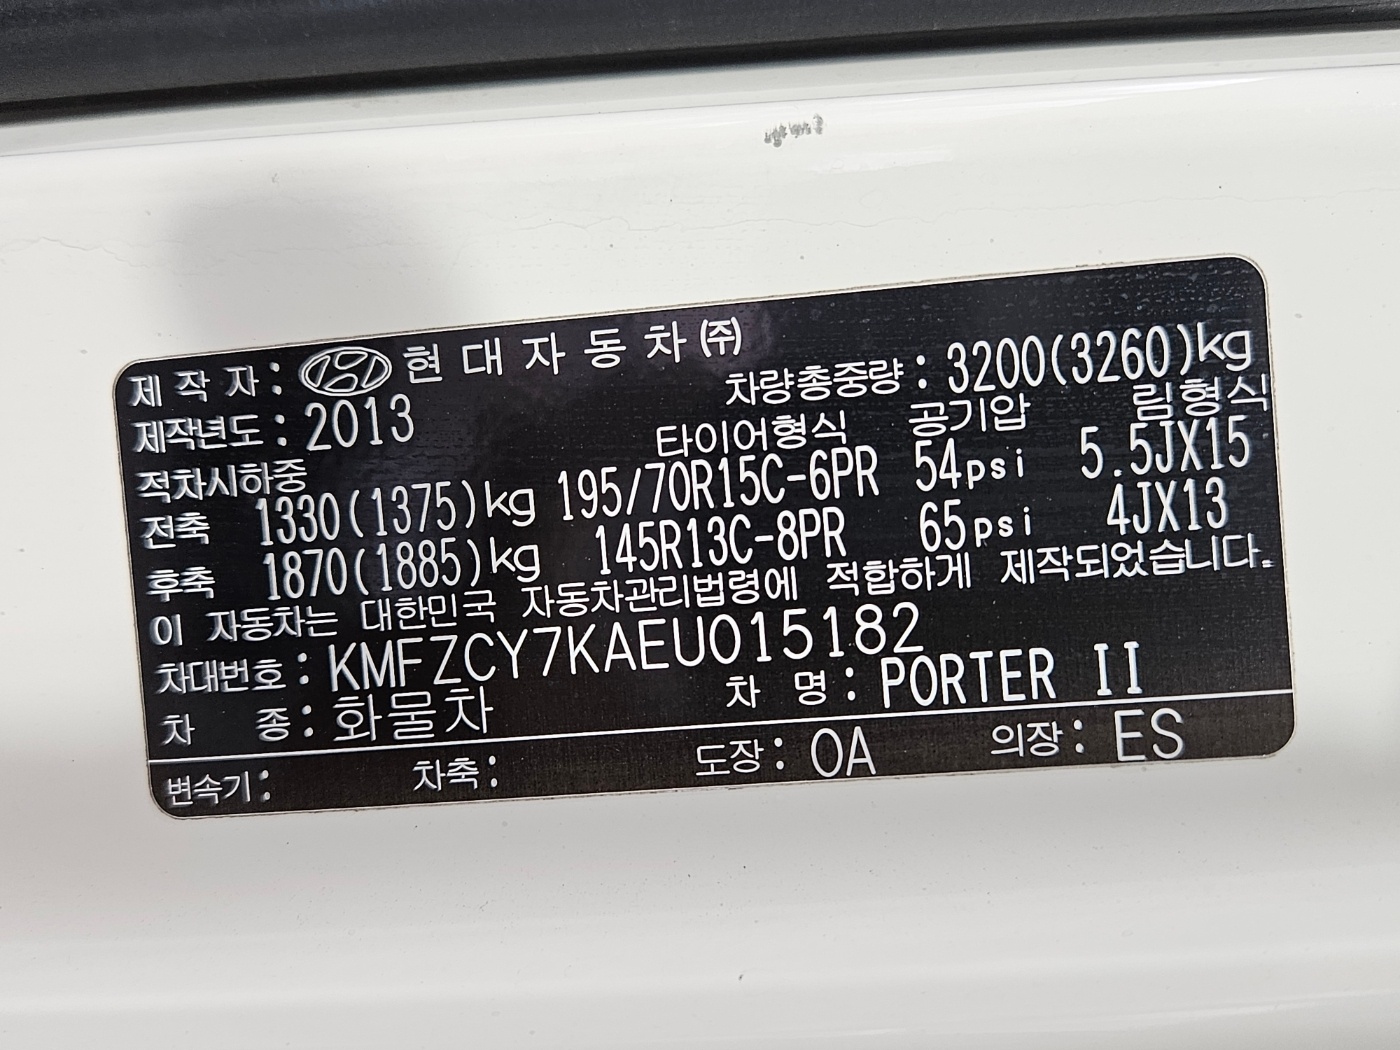 제 작 자 : 현 대 자 동 차 ㈜
제작년도 : 2013
차량총중량 : 3200(3260)kg
적차시하중 타이어형식 공기압 림형식
전축 1330(1375)kg 195/70R15C-6PR 54psi 5.5JX15
후축 1870(1885)kg 145R13C-8PR 65psi 4JX13
이 자동차는 대한민국 자동차관리법령에 적합하게 제작되었습니다.
차대번호 : KMFZCY7KAEU015182
차 종 : 화물차 차 명 : PORTER II
변속기 : 차축 : 도장 : OA 의장 : ES